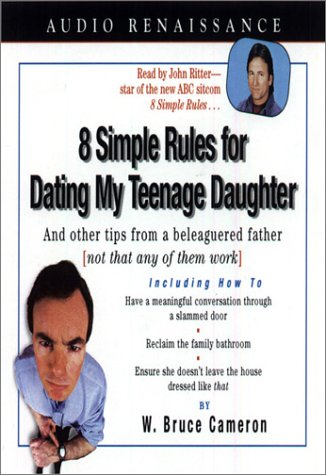 AUDIO RENAISSANCE
Read by John Ritter—
star of the new ABC sitcom
8 Simple Rules . . .
8 Simple Rules for
Dating My Teenage Daughter
And other tips from a beleaguered father
[not that any of them work]
Including How To
Have a meaningful conversation through
a slammed door
•
Reclaim the family bathroom
•
Ensure she doesn't leave the house
dressed like that
BY
W. Bruce Cameron